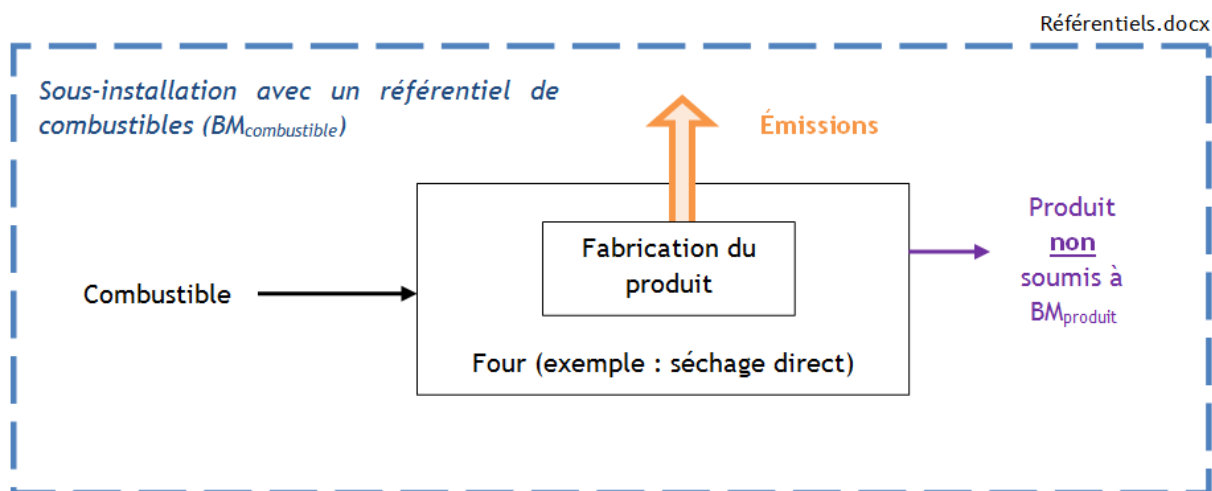 Référentiels.docx
Sous-installation avec un référentiel de
combustibles (BMcombustible)
Émissions
Produit
non
soumis à
BMproduit
Fabrication du
produit
Combustible
Four (exemple : séchage direct)